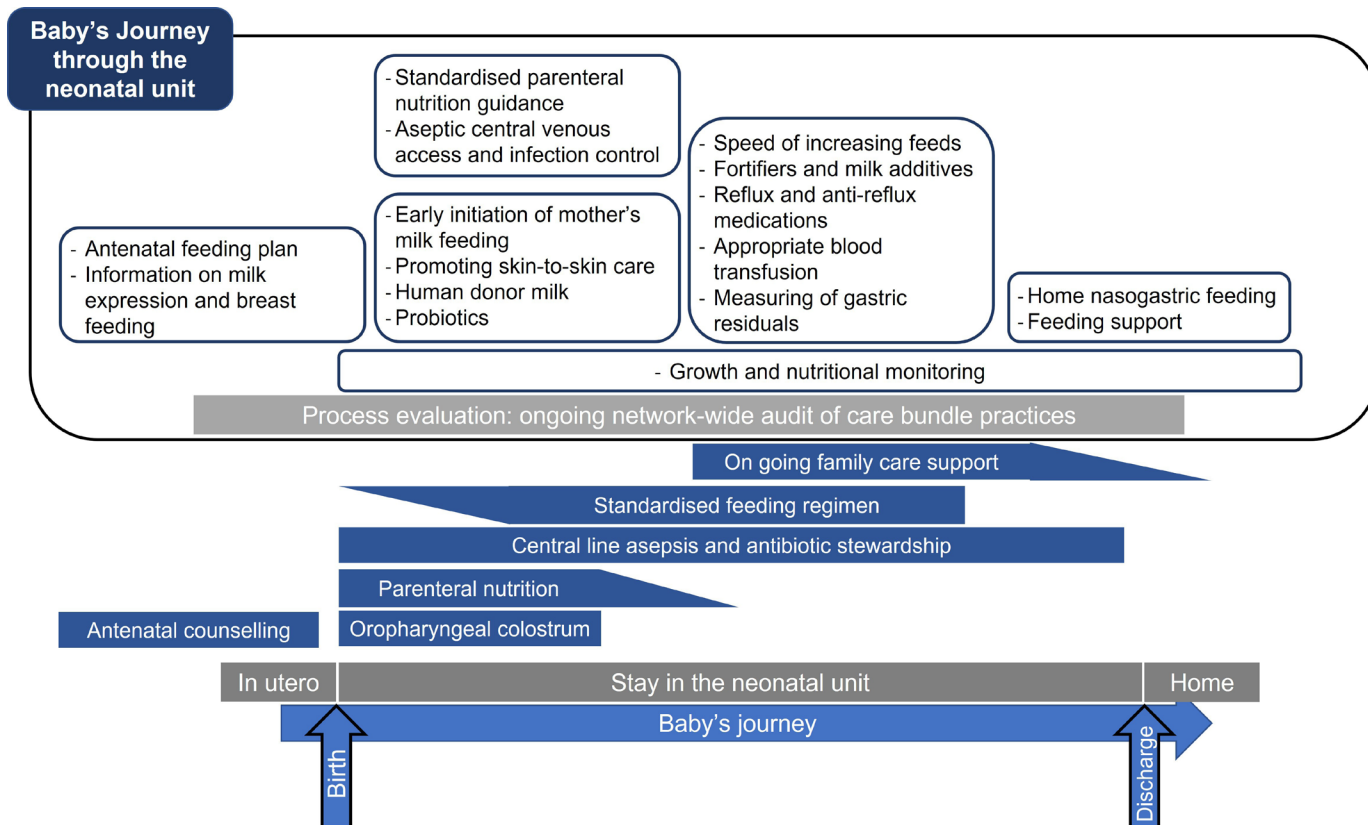 Baby’s Journey
through the
neonatal unit
- Standardised parenteral
nutrition guidance
- Aseptic central venous
access and infection control
- Speed of increasing feeds
- Fortifiers and milk additives
- Reflux and anti-reflux
medications
- Appropriate blood
transfusion
- Measuring of gastric
residuals
- Early initiation of mother’s
milk feeding
- Promoting skin-to-skin care
- Human donor milk
- Probiotics
- Antenatal feeding plan
- Information on milk
expression and breast
feeding
- Home nasogastric feeding
- Feeding support
- Growth and nutritional monitoring
Process evaluation: ongoing network-wide audit of care bundle practices
On going family care support
Standardised feeding regimen
Central line asepsis and antibiotic stewardship
Parenteral nutrition
Antenatal counselling
Oropharyngeal colostrum
In utero
Stay in the neonatal unit
Home
Baby’s journey
Birth
Discharge